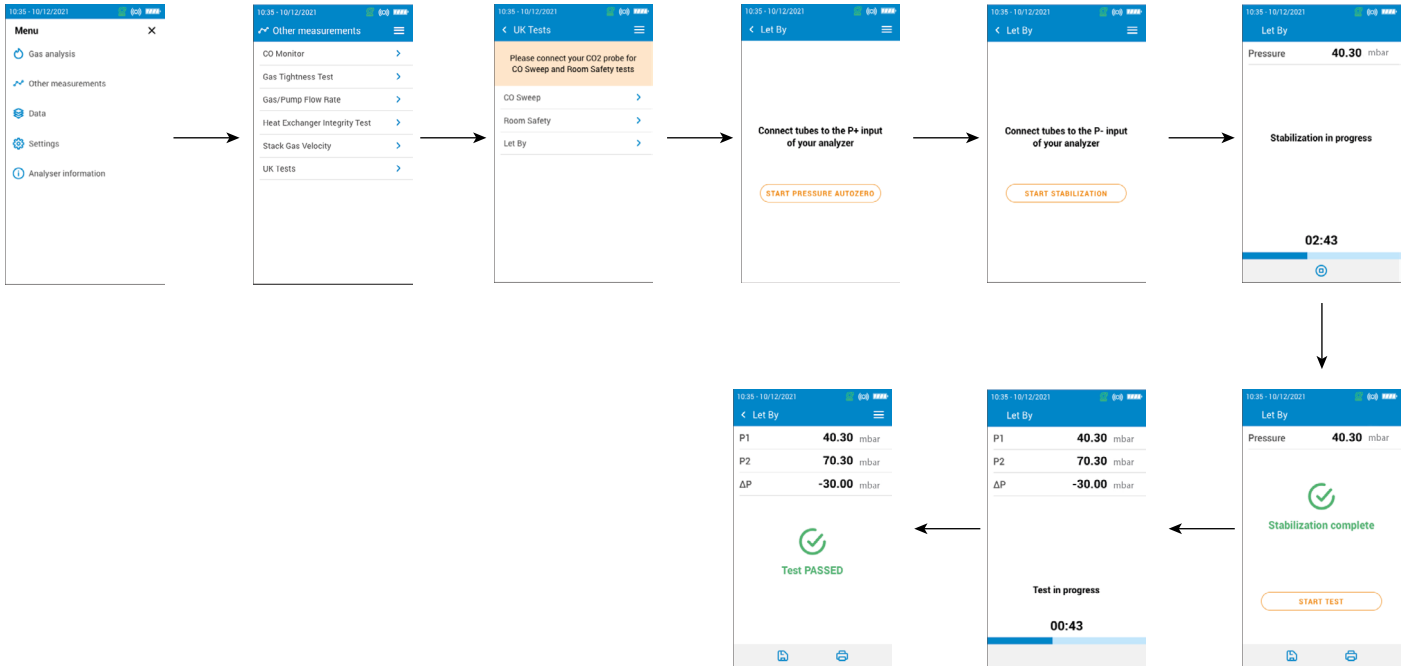 10:35 - 10/12/2021
Menu
Gas analysis
Other measurements
Data
Settings
Analyser information
10:35 - 10/12/2021
Other measurements
CO Monitor
Gas Tightness Test
Gas/Pump Flow Rate
Heat Exchanger Integrity Test
Stack Gas Velocity
UK Tests
10:35 - 10/12/2021
UK Tests
Please connect your CO2 probe for
CO Sweep and Room Safety tests
CO Sweep
Room Safety
Let By
10:35 - 10/12/2021
Let By
Connect tubes to the P+ input
of your analyzer
START PRESSURE AUTOZERO
10:35 - 10/12/2021
Let By
Connect tubes to the P- input
of your analyzer
START STABILIZATION
10:35 - 10/12/2021
Let By
Pressure 40.30 mbar
Stabilization in progress
02:43
10:35 - 10/12/2021
Let By
Pressure 40.30 mbar
Stabilization complete
START TEST
10:35 - 10/12/2021
Let By
P1 40.30 mbar
P2 70.30 mbar
ΔP -30.00 mbar
Test in progress
00:43
10:35 - 10/12/2021
Let By
P1 40.30 mbar
P2 70.30 mbar
ΔP -30.00 mbar
Test PASSED